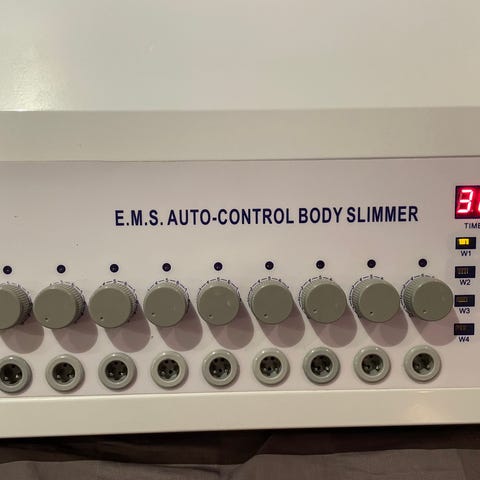 E.M.S. AUTO-CONTROL BODY SLIMMER
TIME
W1
W2
W3
W4